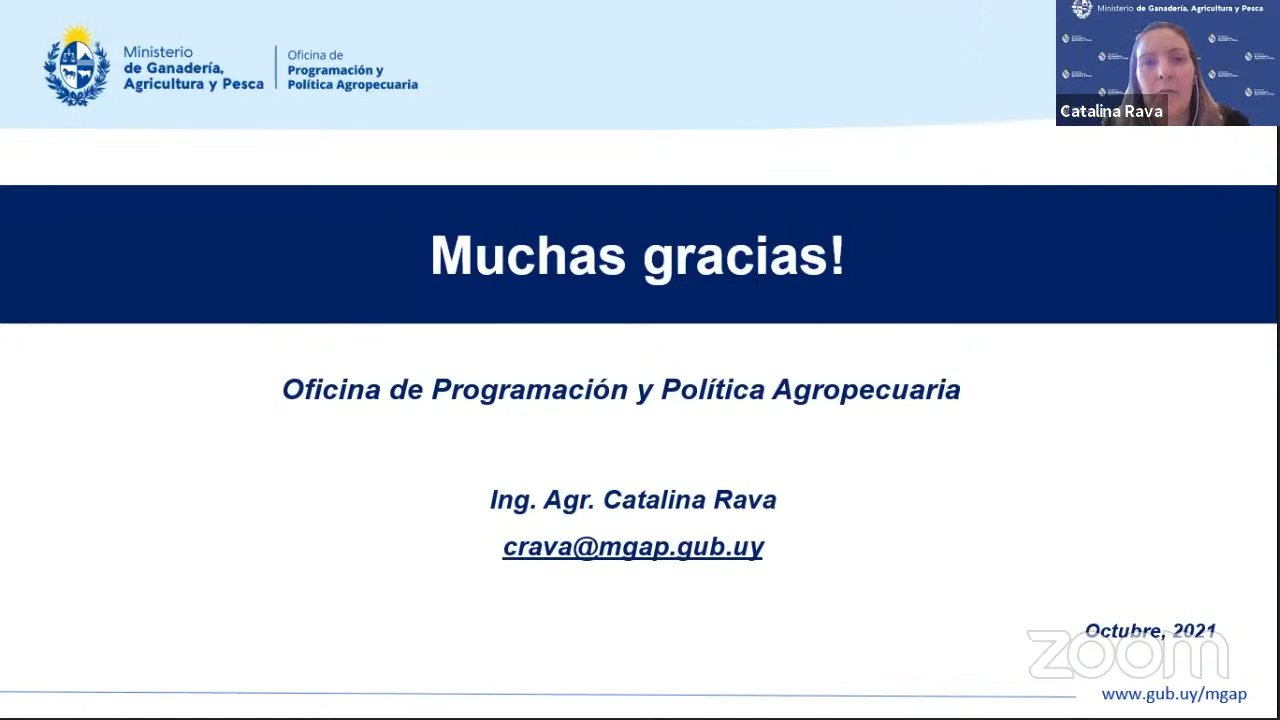 Ministerio
de Ganadería,
Agricultura y Pesca
Oficina de
Programación y
Política Agropecuaria
Ministerio de Ganadería, Agricultura y Pesca
Catalina Rava
Muchas gracias!
Oficina de Programación y Política Agropecuaria
Ing. Agr. Catalina Rava
crava@mgap.gub.uy
Octubre, 2021
zoom
www.gub.uy/mgap